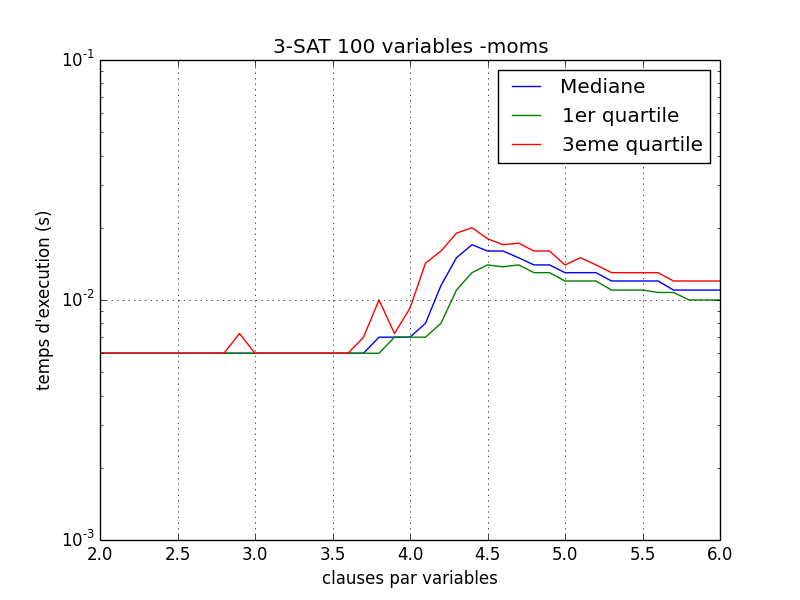 3-SAT 100 variables -moms
Mediane
1er quartile
3eme quartile
10^-1
10^-2
10^-3
temps d'execution (s)
2.0 2.5 3.0 3.5 4.0 4.5 5.0 5.5 6.0
clauses par variables